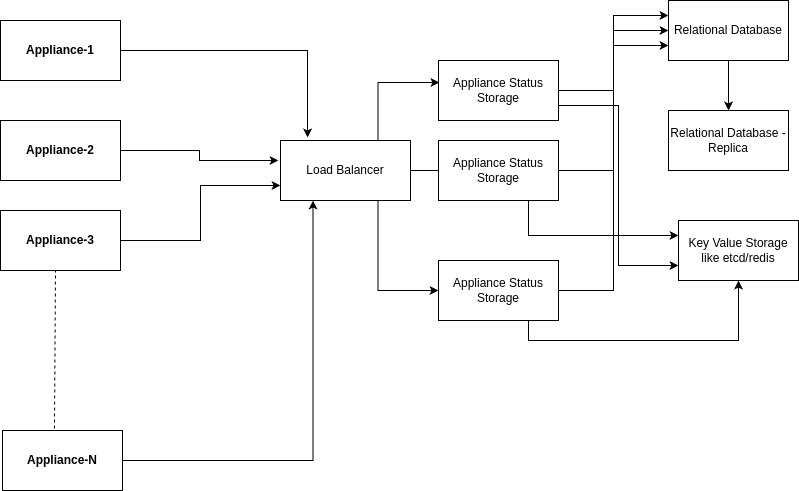 Appliance-1
Appliance-2
Appliance-3
Appliance-N
Load Balancer
Appliance Status
Storage
Appliance Status
Storage
Appliance Status
Storage
Relational Database
Relational Database -
Replica
Key Value Storage
like etcd/redis